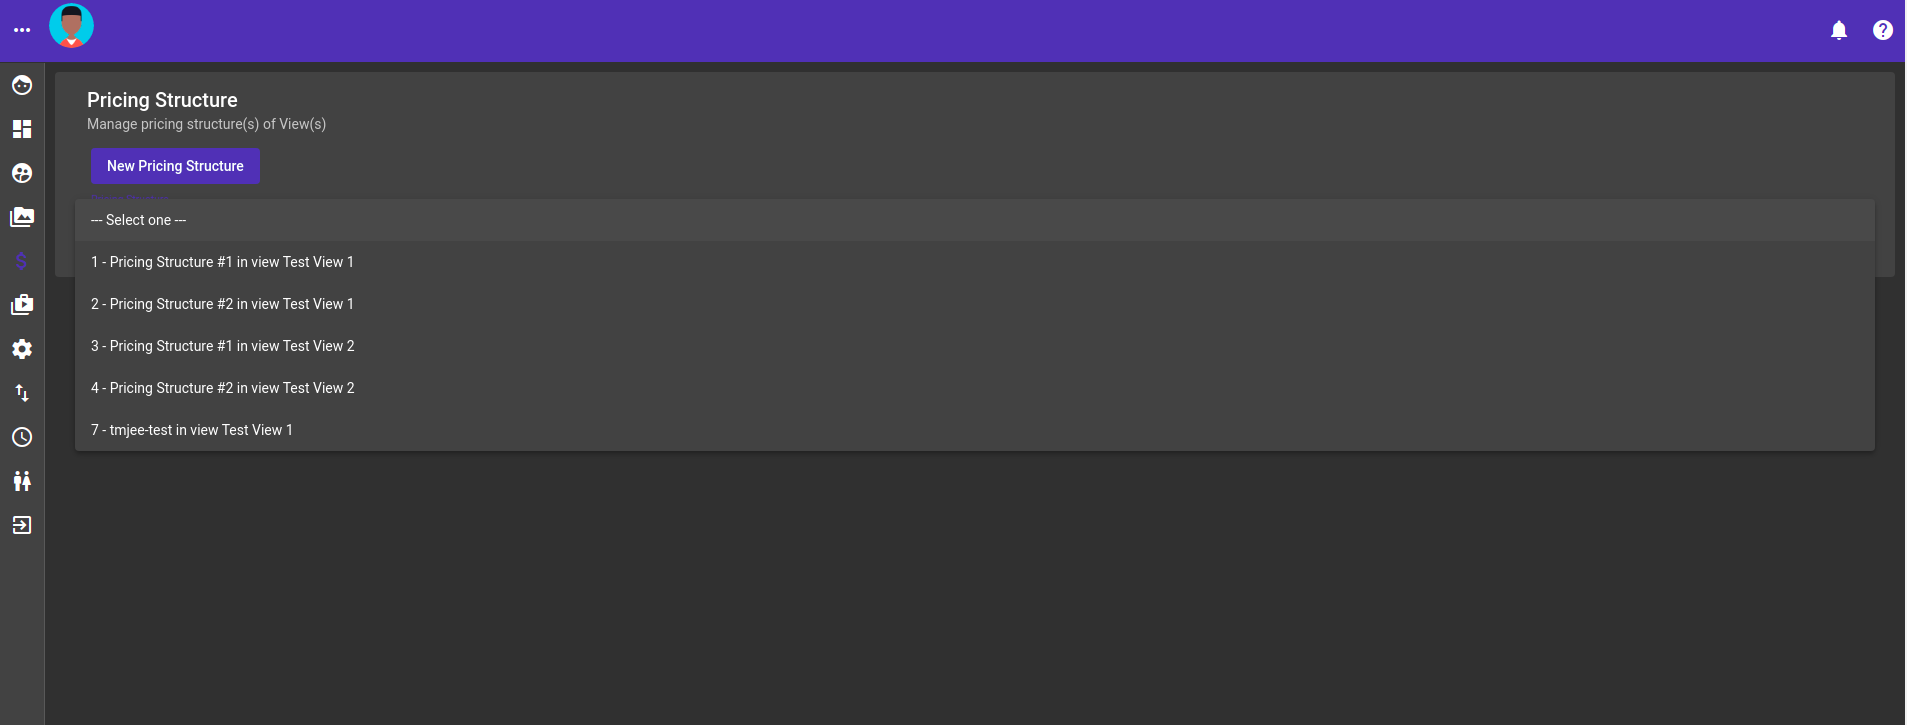 Pricing Structure
Manage pricing structure(s) of View(s)
New Pricing Structure
--- Select one ---
1 - Pricing Structure #1 in view Test View 1
2 - Pricing Structure #2 in view Test View 1
3 - Pricing Structure #1 in view Test View 2
4 - Pricing Structure #2 in view Test View 2
7 - tmjee-test in view Test View 1